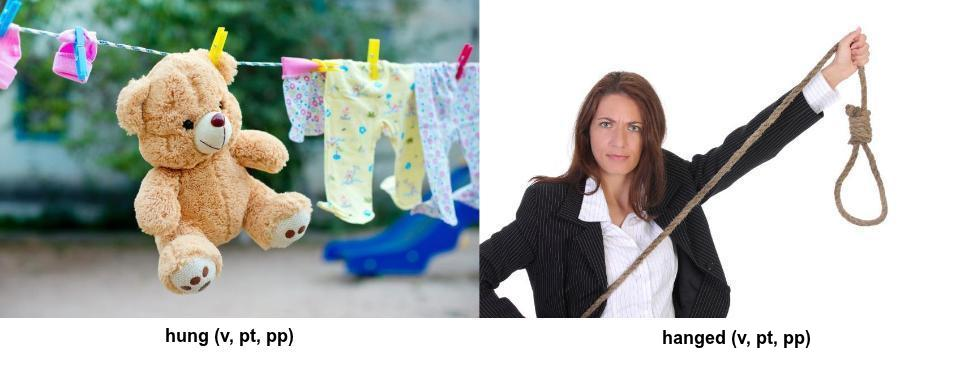 hung (v, pt, pp)
hanged (v, pt, pp)